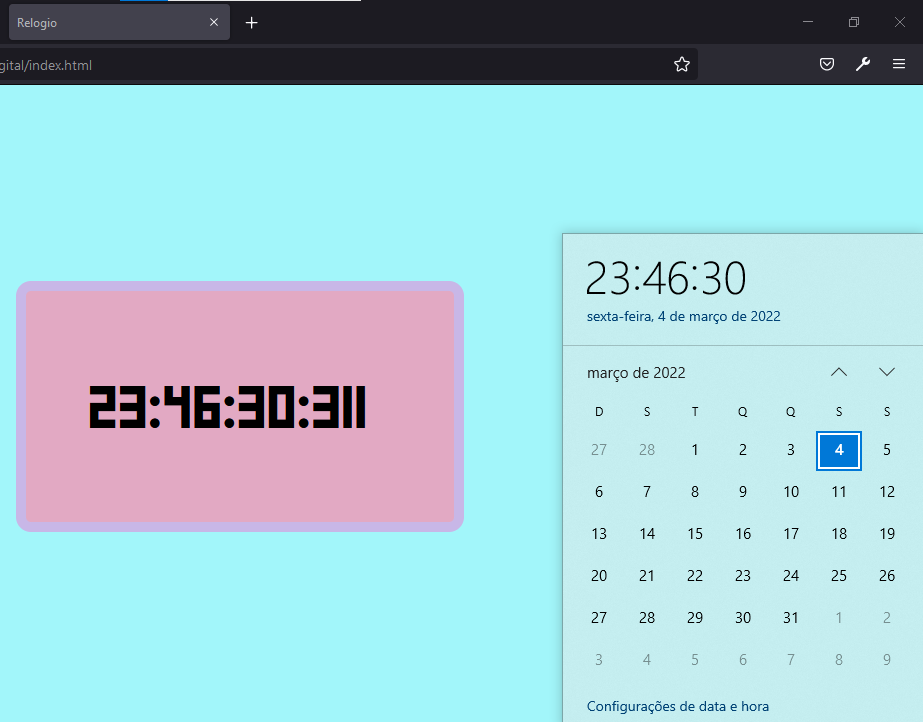 Relogio
gital/index.html
23:46:30:311
23:46:30
sexta-feira, 4 de março de 2022
março de 2022
D S T Q Q S S
27 28 1 2 3 4 5
6 7 8 9 10 11 12
13 14 15 16 17 18 19
20 21 22 23 24 25 26
27 28 29 30 31 1 2
3 4 5 6 7 8 9
Configurações de data e hora